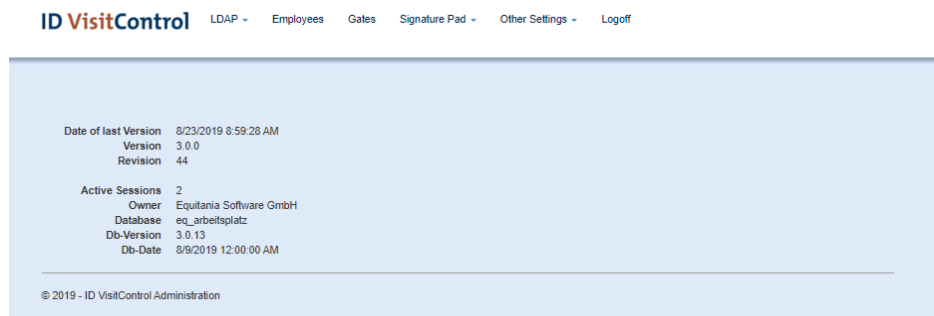 ID VisitControl LDAP Employees Gates Signature Pad Other Settings Logoff
Date of last Version 8/23/2019 8:59:28 AM
Version 3.0.0
Revision 44
Active Sessions 2
Owner Equitania Software GmbH
Database eq_arbeitsplatz
Db-Version 3.0.13
Db-Date 8/9/2019 12:00:00 AM
© 2019 - ID VisitControl Administration